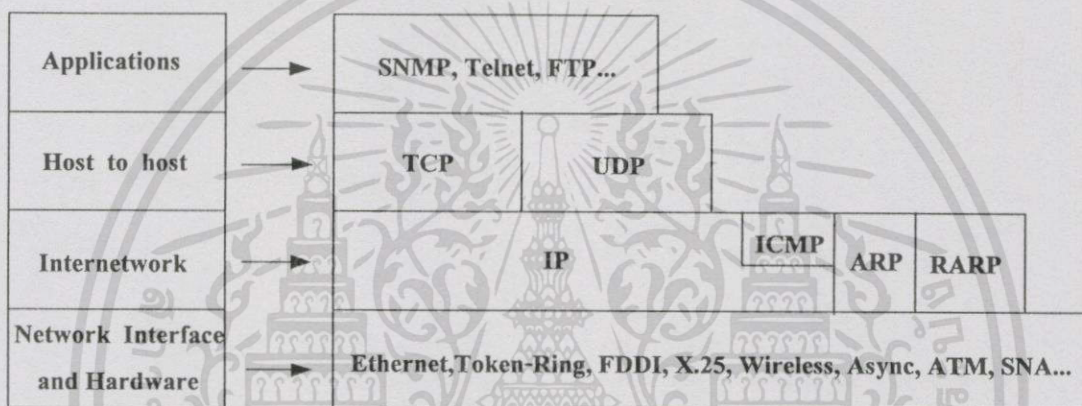 Applications
SNMP, Telnet, FTP...
Host to host
TCP
UDP
Internetwork
IP
ICMP
ARP
RARP
Network Interface
and Hardware
Ethernet,Token-Ring, FDDI, X.25, Wireless, Async, ATM, SNA...